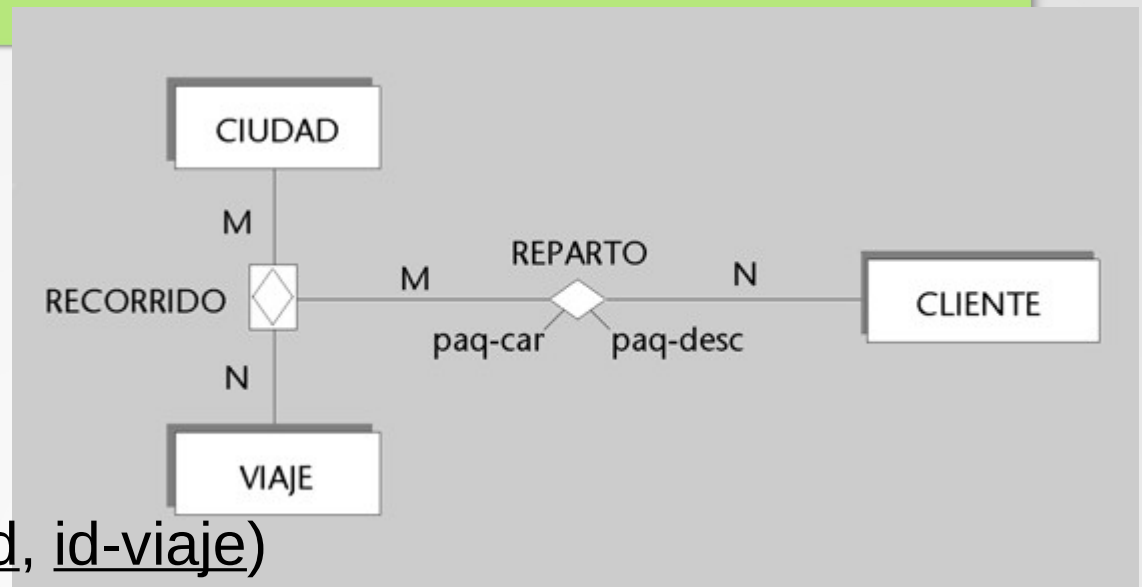 CIUDAD
M
REPARTO
RECORRIDO M N CLIENTE
paq-car paq-desc
N
VIAJE
d, id-viaje)